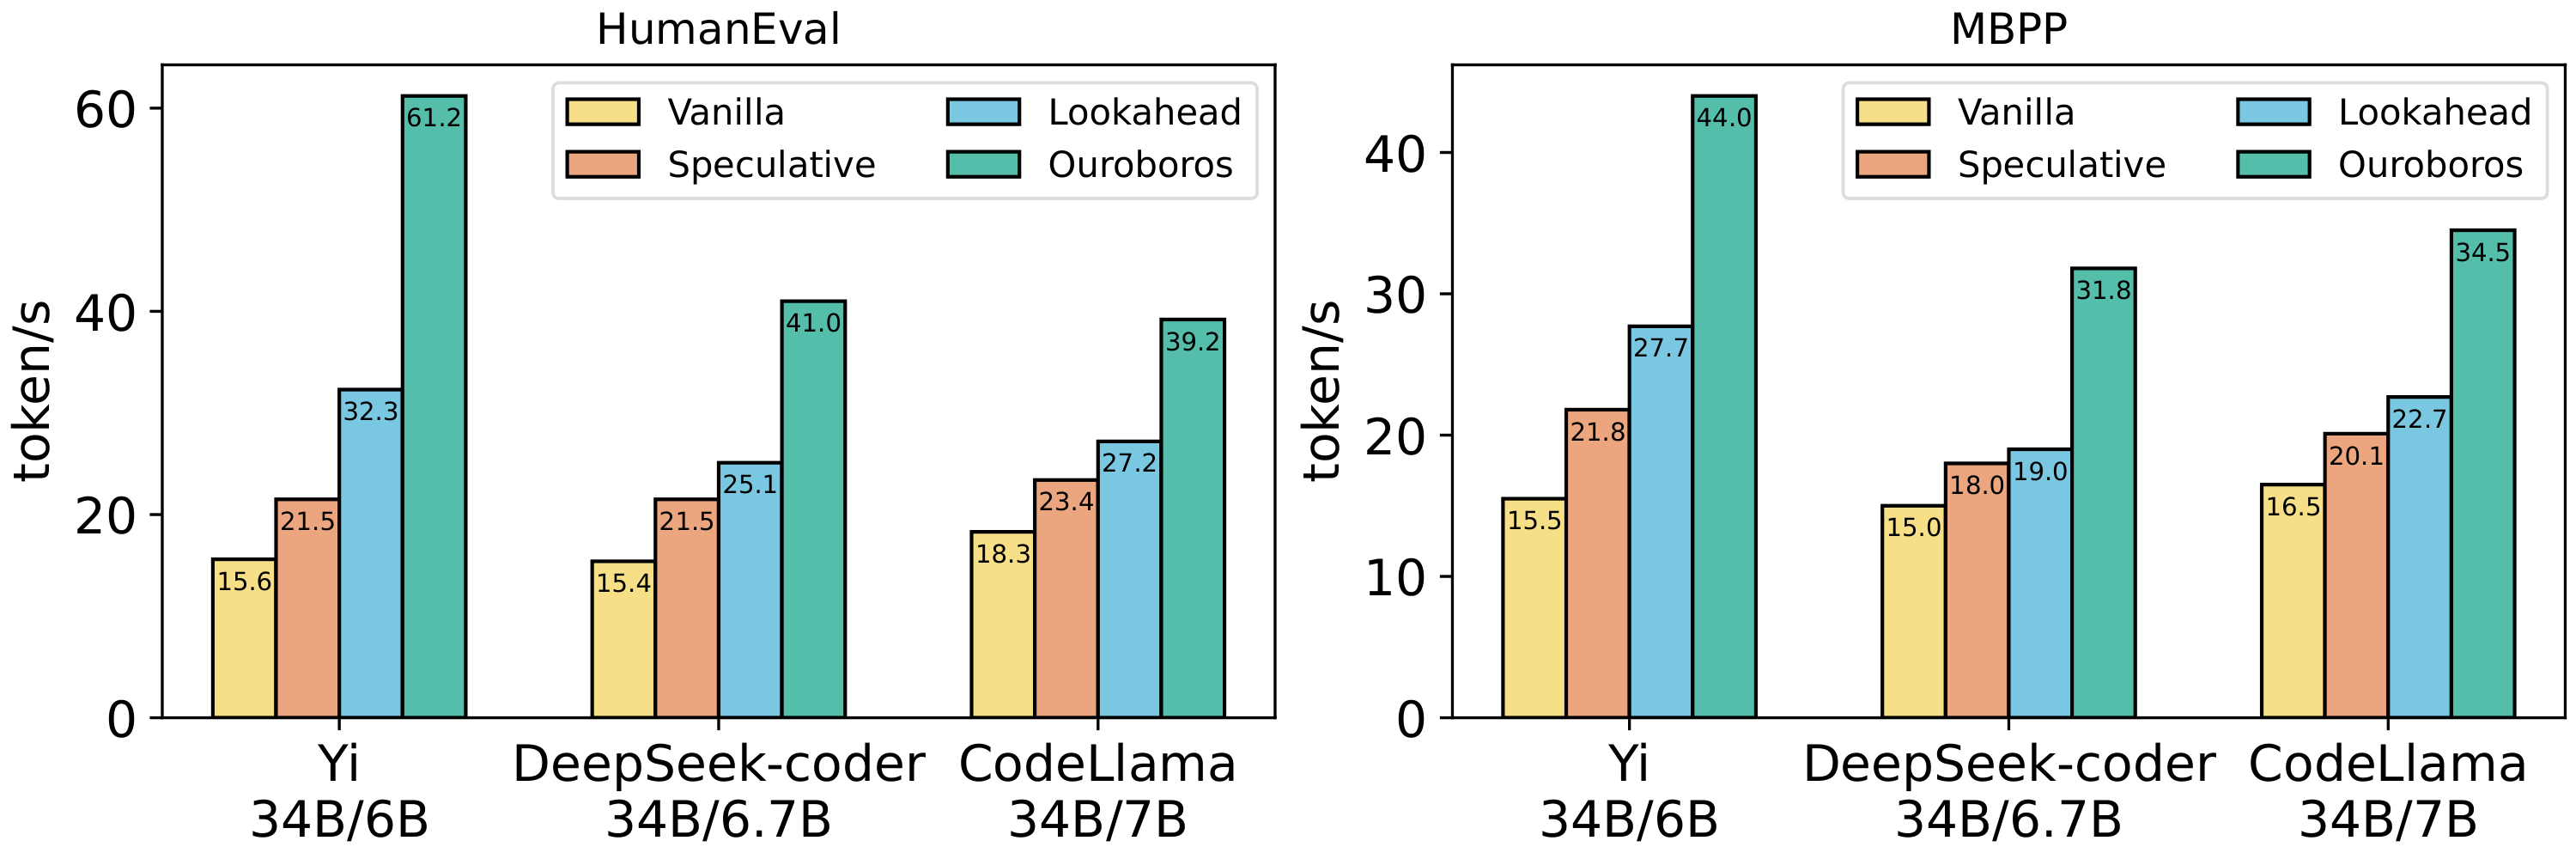 HumanEval
token/s
60
40
20
0
Vanilla
Speculative
Lookahead
Ouroboros
15.6
21.5
32.3
61.2
15.4
21.5
25.1
41.0
18.3
23.4
27.2
39.2
Yi
34B/6B
DeepSeek-coder
34B/6.7B
CodeLlama
34B/7B
MBPP
token/s
40
30
20
10
0
Vanilla
Speculative
Lookahead
Ouroboros
15.5
21.8
27.7
44.0
15.0
18.0
19.0
31.8
16.5
20.1
22.7
34.5
Yi
34B/6B
DeepSeek-coder
34B/6.7B
CodeLlama
34B/7B